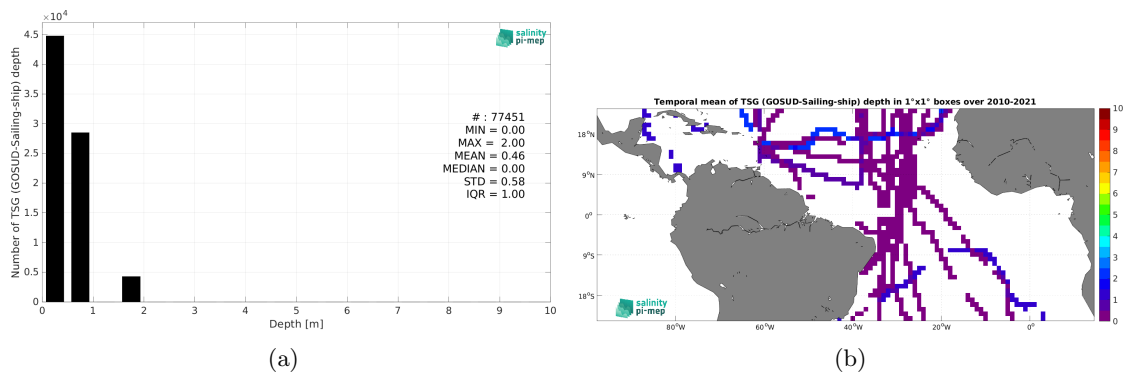 ×10⁴
4.5
4
3.5
3
2.5
2
1.5
1
0.5
0
Number of TSG (GOSUD-Sailing-ship) depth
0 1 2 3 4 5 6 7 8 9 10
Depth [m]
salinity
pi-mep
# : 77451
MIN = 0.00
MAX = 2.00
MEAN = 0.46
MEDIAN = 0.00
STD = 0.58
IQR = 1.00
(a)
Temporal mean of TSG (GOSUD-Sailing-ship) depth in 1°x1° boxes over 2010-2021
18°N
9°N
0°
9°S
18°S
80°W 60°W 40°W 20°W 0°
salinity
pi-mep
10
9
8
7
6
5
4
3
2
1
0
(b)